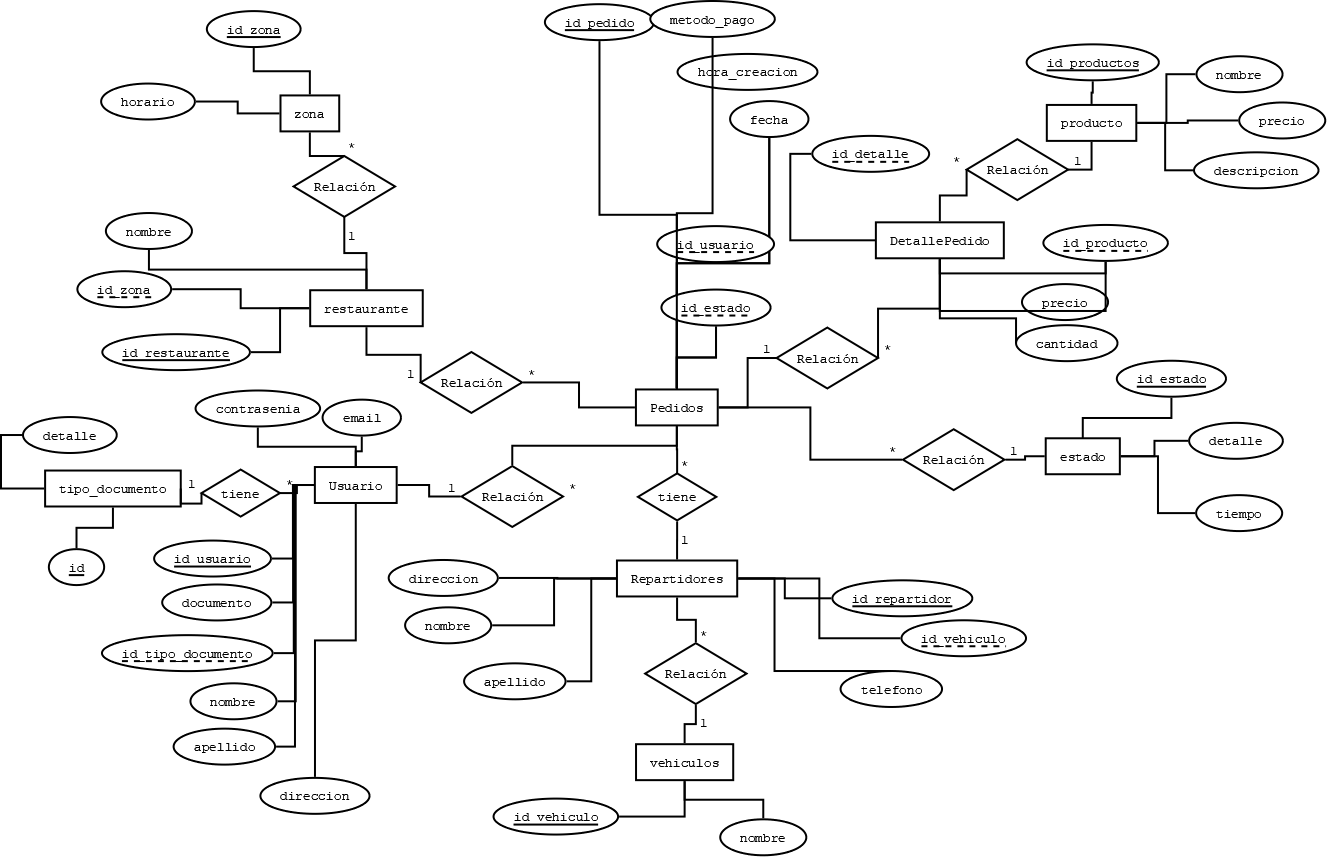 id_pedido
metodo_pago
id_zona
hora_creacion
id_productos
nombre
horario
zona
fecha
producto
precio
*
id_detalle
*
1
Relación
Relación
descripcion
nombre
1
id_usuario
DetallePedido
id_producto
id_zona
restaurante
id_estado
precio
id_restaurante
1
Relación
*
cantidad
1
Relación
*
Pedidos
id_estado
contrasenia
email
detalle
*
Relación
1
estado
detalle
tipo_documento
1
tiene
*
Usuario
1
Relación
*
*
tiene
tiempo
id
id_usuario
1
documento
direccion
Repartidores
id_repartidor
nombre
*
id_vehiculo
id_tipo_documento
Relación
apellido
telefono
nombre
1
apellido
vehiculos
direccion
id_vehiculo
nombre